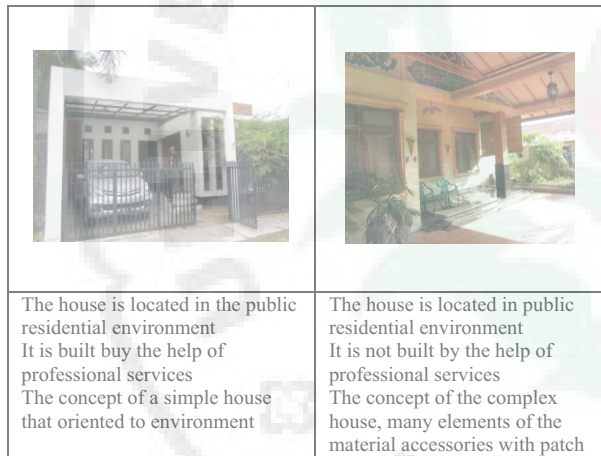 The house is located in the public
residential environment
It is built buy the help of
professional services
The concept of a simple house
that oriented to environment
The house is located in public
residential environment
It is not built by the help of
professional services
The concept of the complex
house, many elements of the
material accessories with patch